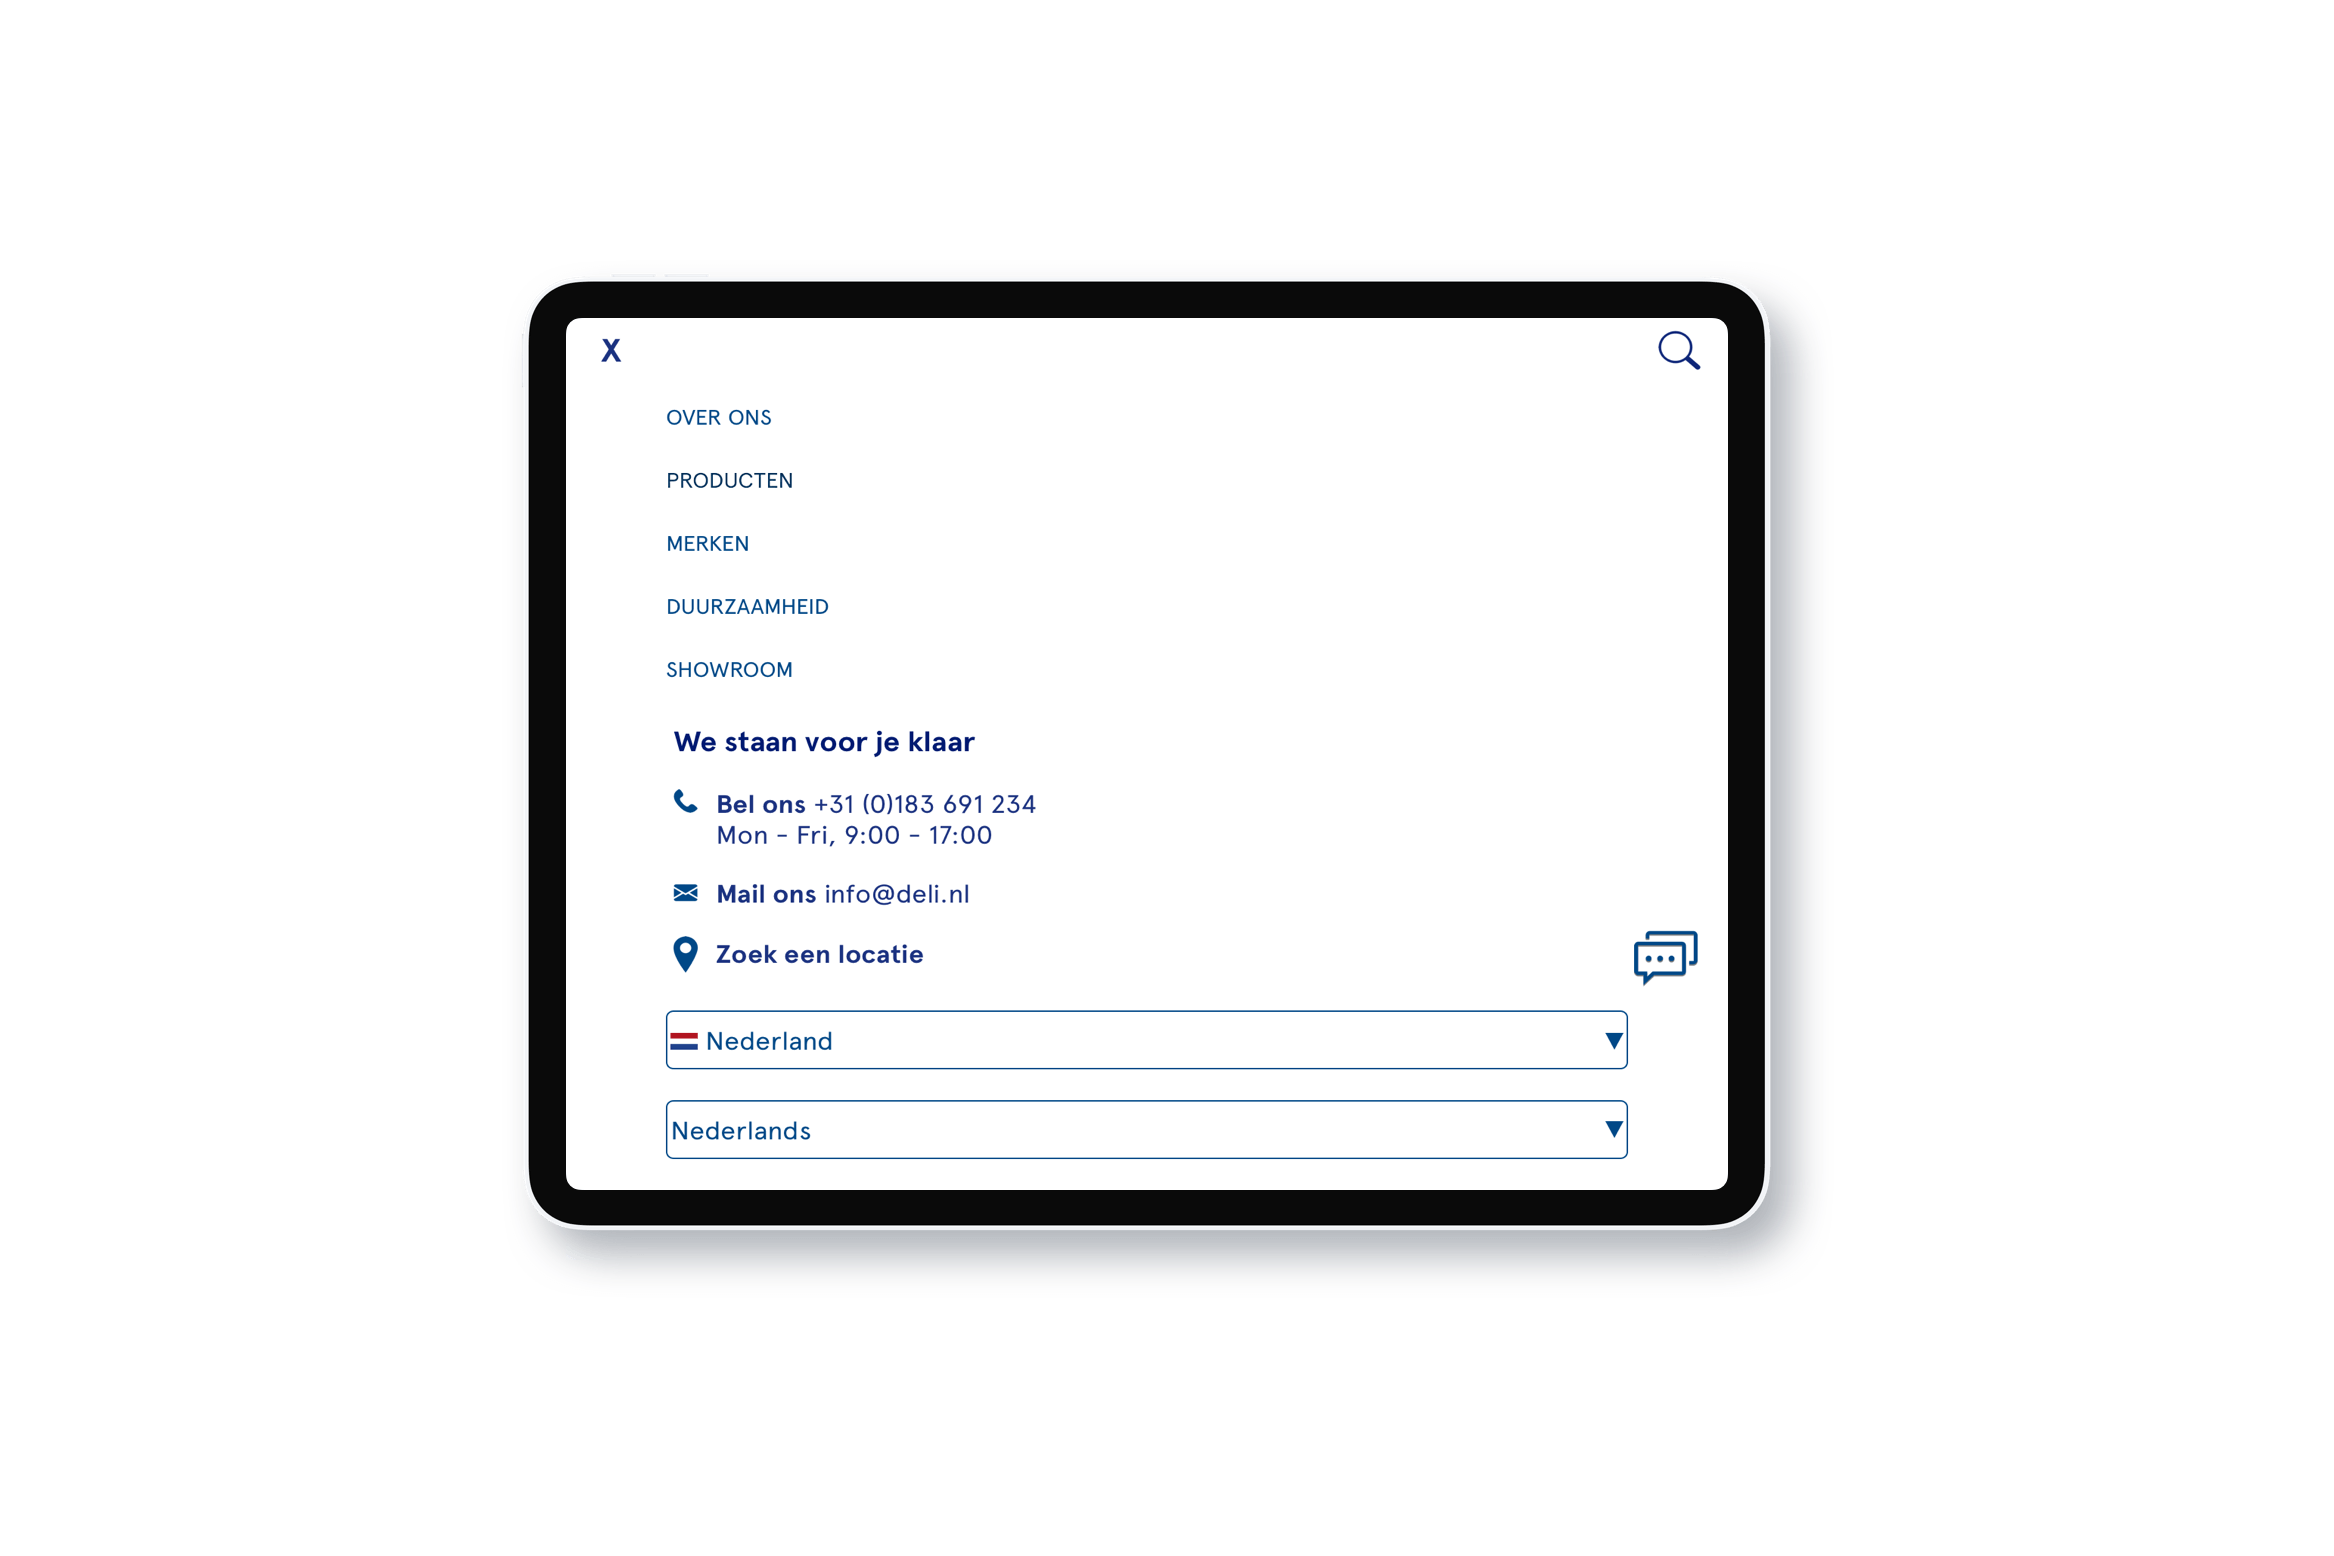 X
OVER ONS
PRODUCTEN
MERKEN
DUURZAAMHEID
SHOWROOM
We staan voor je klaar
Bel ons +31 (0)183 691 234
Mon - Fri, 9:00 - 17:00
Mail ons info@deli.nl
Zoek een locatie
Nederland
Nederlands